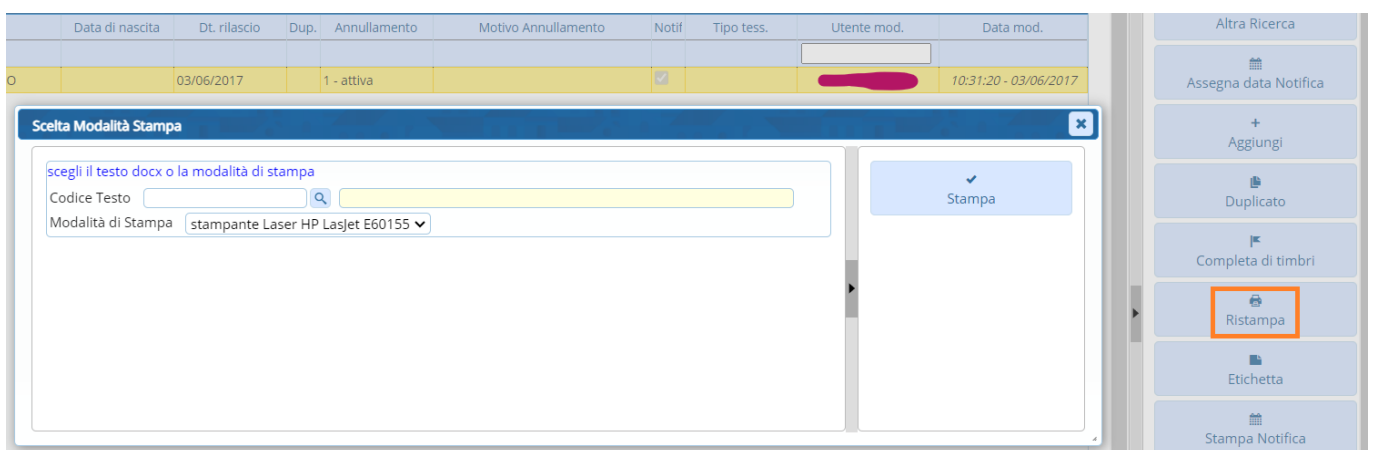 Data di nascita Dt. rilascio Dup. Annullamento Motivo Annullamento Notif Tipo tess. Utente mod. Data mod.
O 03/06/2017 1 - attiva 10:31:20 - 03/06/2017
Scelta Modalità Stampa
scegli il testo docx o la modalità di stampa
Codice Testo
Modalità di Stampa stampante Laser HP LasJet E60155
Stampa
Altra Ricerca
Assegna data Notifica
Aggiungi
Duplicato
Completa di timbri
Ristampa
Etichetta
Stampa Notifica